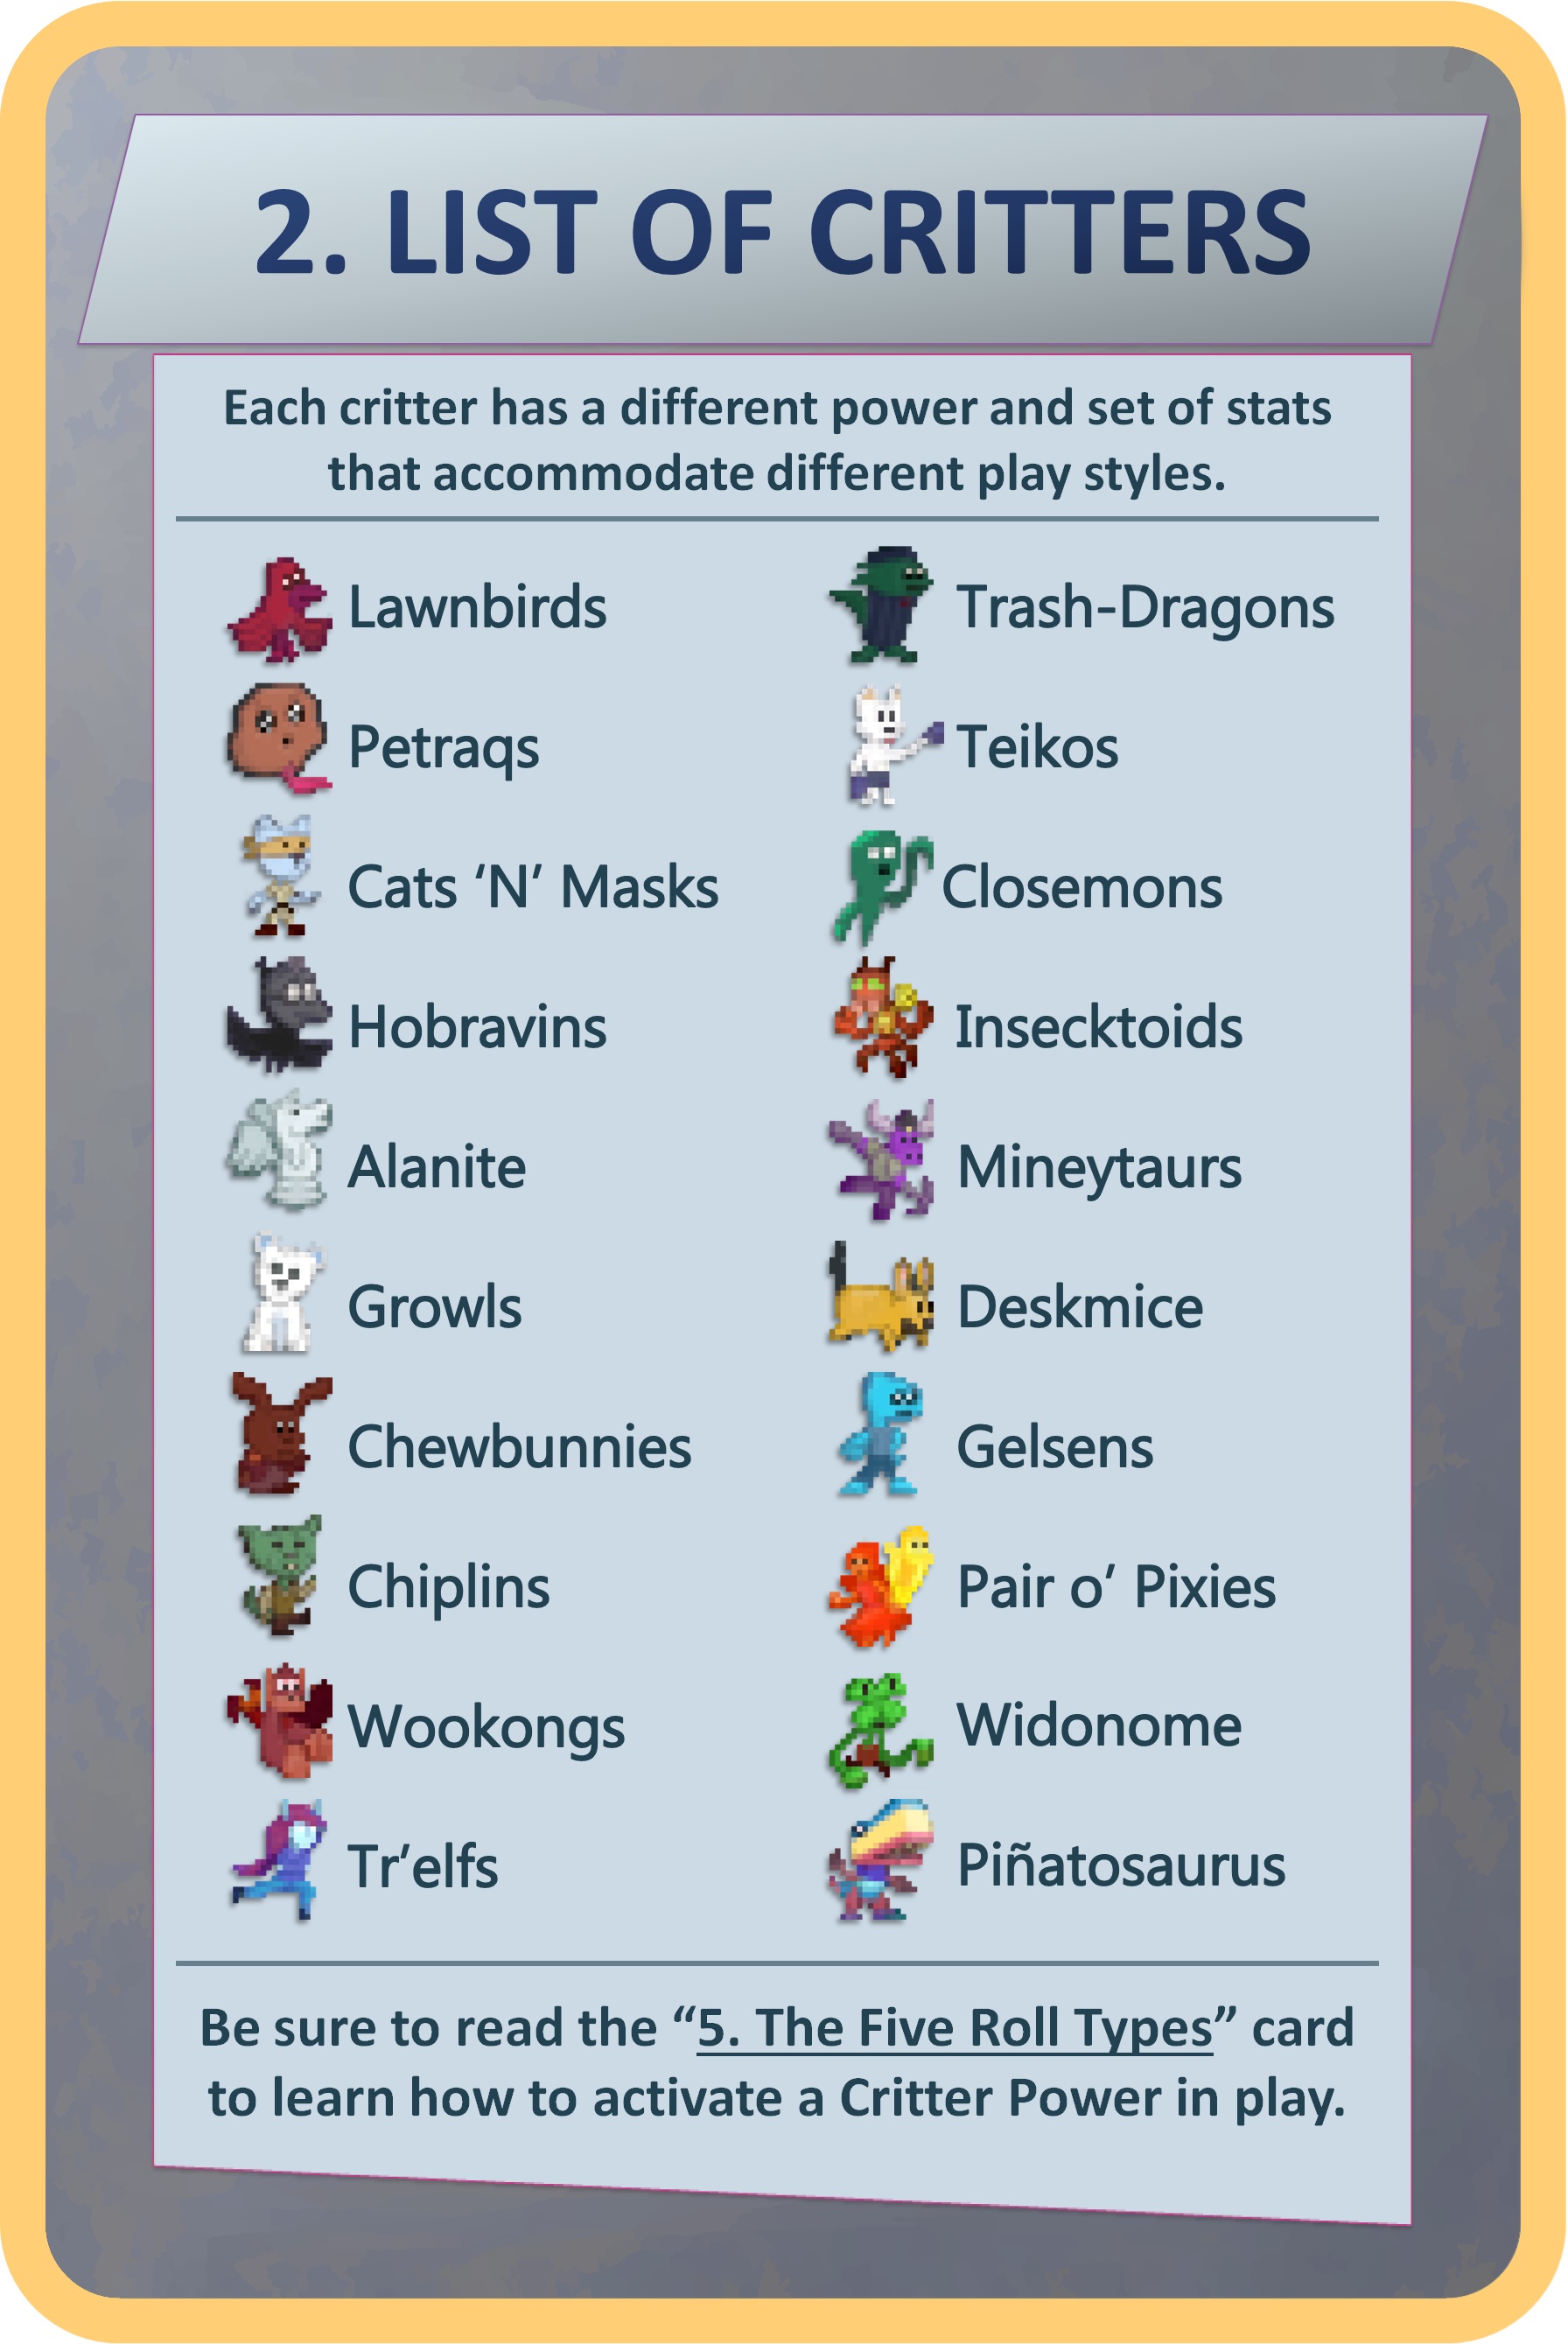 2. LIST OF CRITTERS
Each critter has a different power and set of stats
that accommodate different play styles.
Lawnbirds
Petraqs
Cats ‘N’ Masks
Hobravins
Alanite
Growls
Chewbunnies
Chiplins
Wookongs
Tr’elfs
Trash-Dragons
Teikos
Closemons
Insecktoids
Mineytaurs
Deskmice
Gelsens
Pair o’ Pixies
Widonome
Piñatosaurus
Be sure to read the “5. The Five Roll Types” card
to learn how to activate a Critter Power in play.